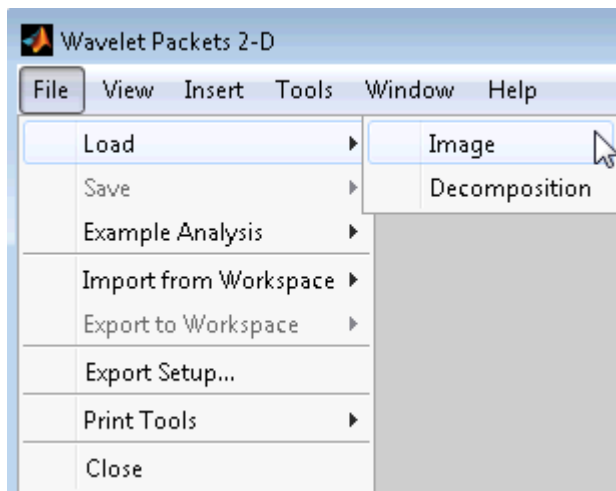 Wavelet Packets 2-D
File View Insert Tools Window Help
Load
Save
Example Analysis
Import from Workspace
Export to Workspace
Export Setup...
Print Tools
Close
Image
Decomposition